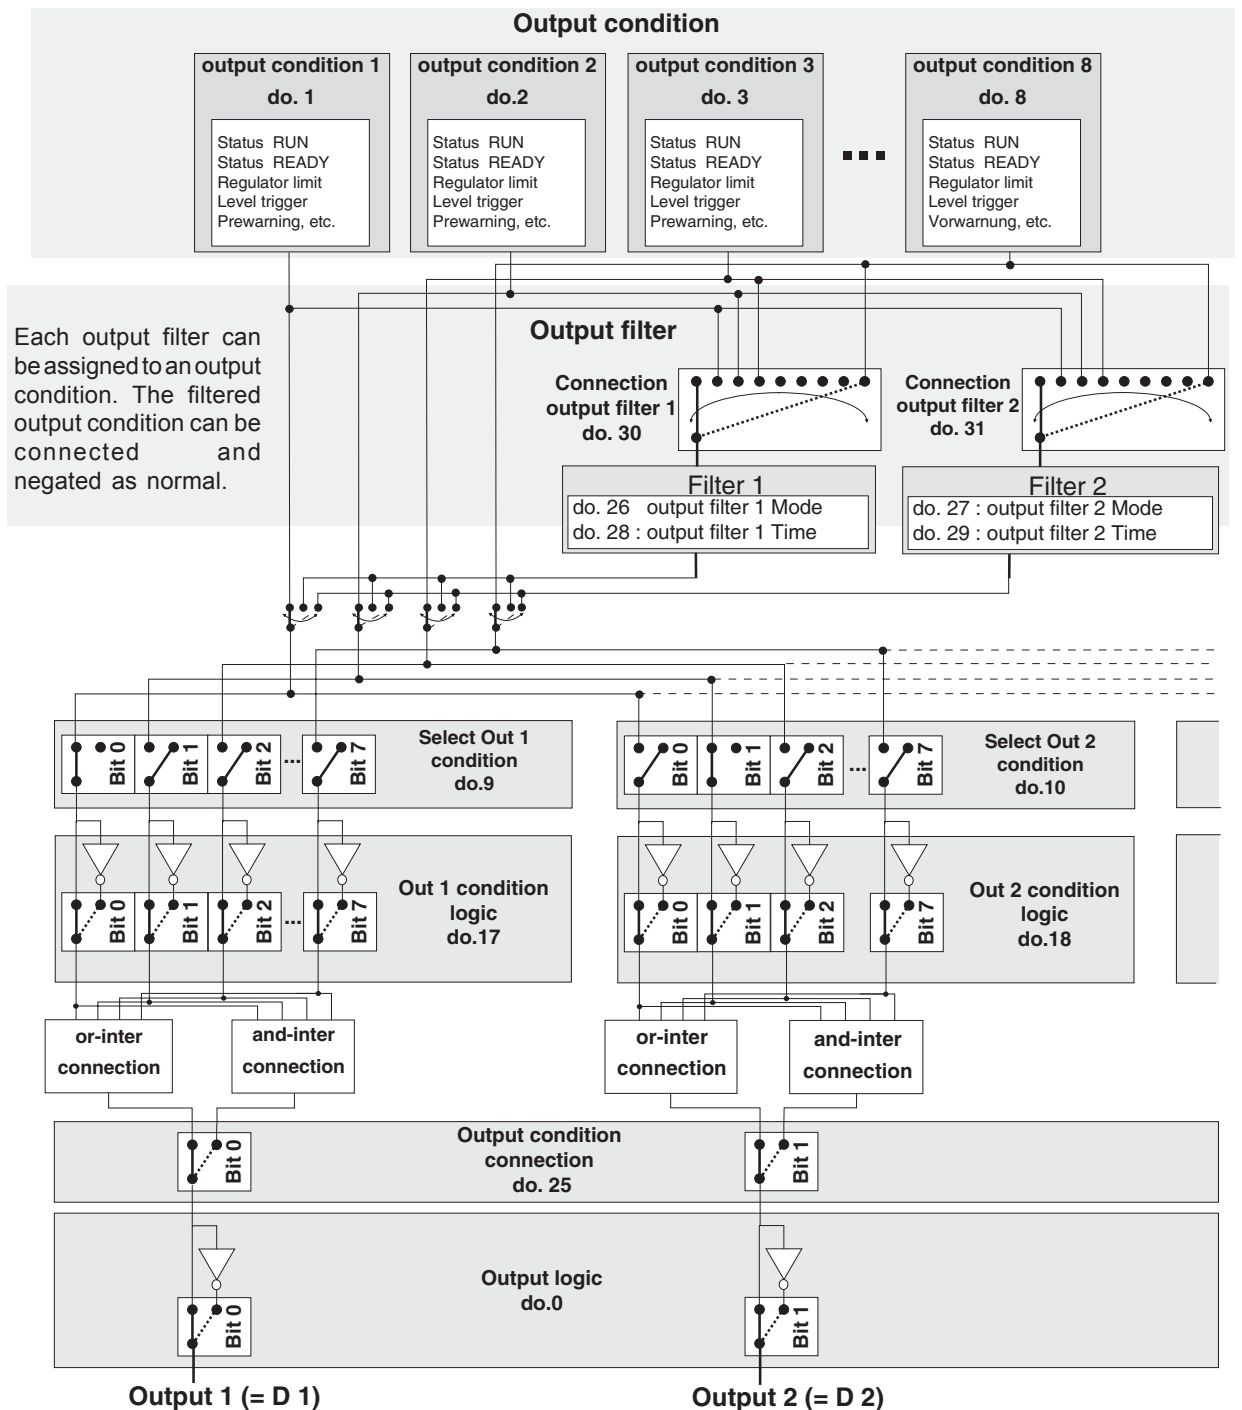 Output condition
output condition 1
do. 1
Status RUN
Status READY
Regulator limit
Level trigger
Prewarning, etc.
output condition 2
do.2
Status RUN
Status READY
Regulator limit
Level trigger
Prewarning, etc.
output condition 3
do. 3
Status RUN
Status READY
Regulator limit
Level trigger
Prewarning, etc.
output condition 8
do. 8
Status RUN
Status READY
Regulator limit
Level trigger
Vorwarnung, etc.
Each output filter can
be assigned to an output
condition. The filtered
output condition can be
connected and
negated as normal.
Output filter
Connection
output filter 1
do. 30
Connection
output filter 2
do. 31
Filter 1
do. 26 output filter 1 Mode
do. 28 : output filter 1 Time
Filter 2
do. 27 : output filter 2 Mode
do. 29 : output filter 2 Time
Bit 0
Bit 1
Bit 2
...
Bit 7
Select Out 1
condition
do.9
Bit 0
Bit 1
Bit 2
...
Bit 7
Select Out 2
condition
do.10
Bit 0
Bit 1
Bit 2
...
Bit 7
Out 1 condition
logic
do.17
Bit 0
Bit 1
Bit 2
Bit 7
Out 2 condition
logic
do.18
or-inter
connection
and-inter
connection
or-inter
connection
and-inter
connection
Bit 0
Output condition
connection
do. 25
Bit 1
Output logic
do.0
Bit 0
Bit 1
Output 1 (= D 1)
Output 2 (= D 2)